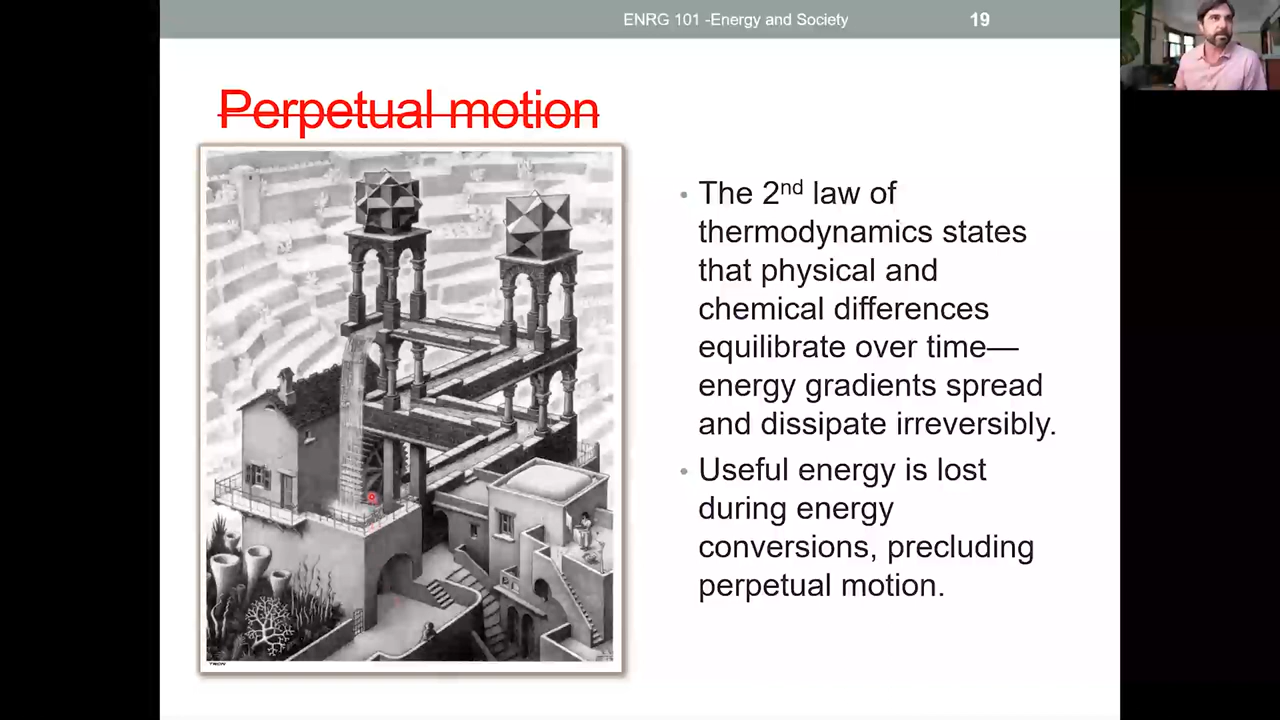 ENRG 101 -Energy and Society
19
Perpetual motion
• The 2nd law of
thermodynamics states
that physical and
chemical differences
equilibrate over time—
energy gradients spread
and dissipate irreversibly.
• Useful energy is lost
during energy
conversions, precluding
perpetual motion.